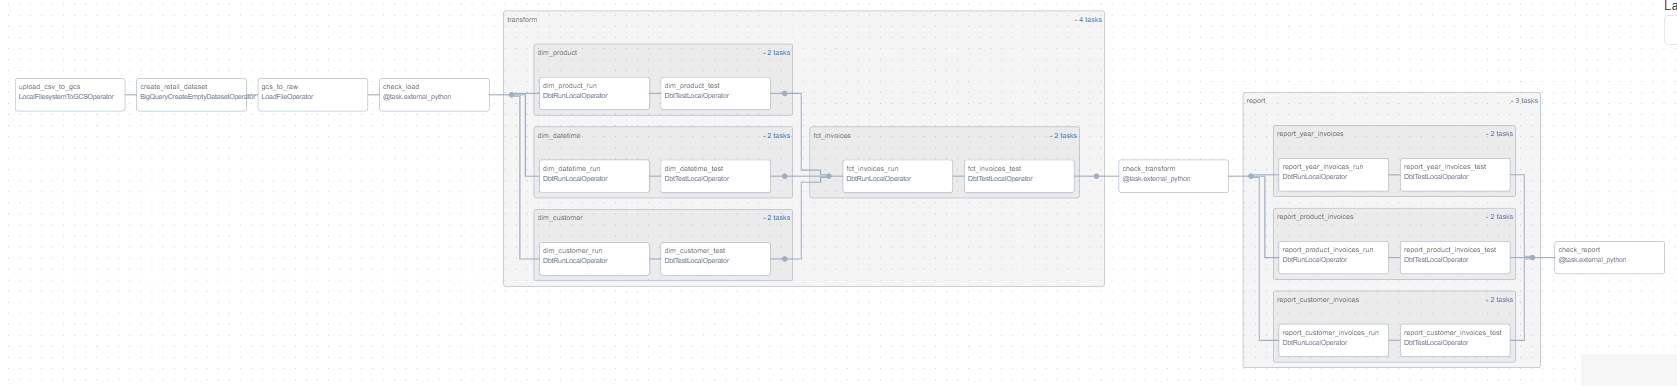 La
transform
- 4 tasks
dim_product
- 2 tasks
upload_csv_to_gcs
LocalFilesystemToGCSOperator
create_retail_dataset
BigQueryCreateEmptyDatasetOperator
gcs_to_raw
LoadFileOperator
check_load
@task.external_python
dim_product_run
DbtRunLocalOperator
dim_product_test
DbtTestLocalOperator
dim_datetime
- 2 tasks
dim_datetime_run
DbtRunLocalOperator
dim_datetime_test
DbtTestLocalOperator
dim_customer
- 2 tasks
dim_customer_run
DbtRunLocalOperator
dim_customer_test
DbtTestLocalOperator
fct_invoices
- 2 tasks
fct_invoices_run
DbtRunLocalOperator
fct_invoices_test
DbtTestLocalOperator
check_transform
@task.external_python
report
- 3 tasks
report_year_invoices
- 2 tasks
report_year_invoices_run
DbtRunLocalOperator
report_year_invoices_test
DbtTestLocalOperator
report_product_invoices
- 2 tasks
report_product_invoices_run
DbtRunLocalOperator
report_product_invoices_test
DbtTestLocalOperator
report_customer_invoices
- 2 tasks
report_customer_invoices_run
DbtRunLocalOperator
report_customer_invoices_test
DbtTestLocalOperator
check_report
@task.external_python